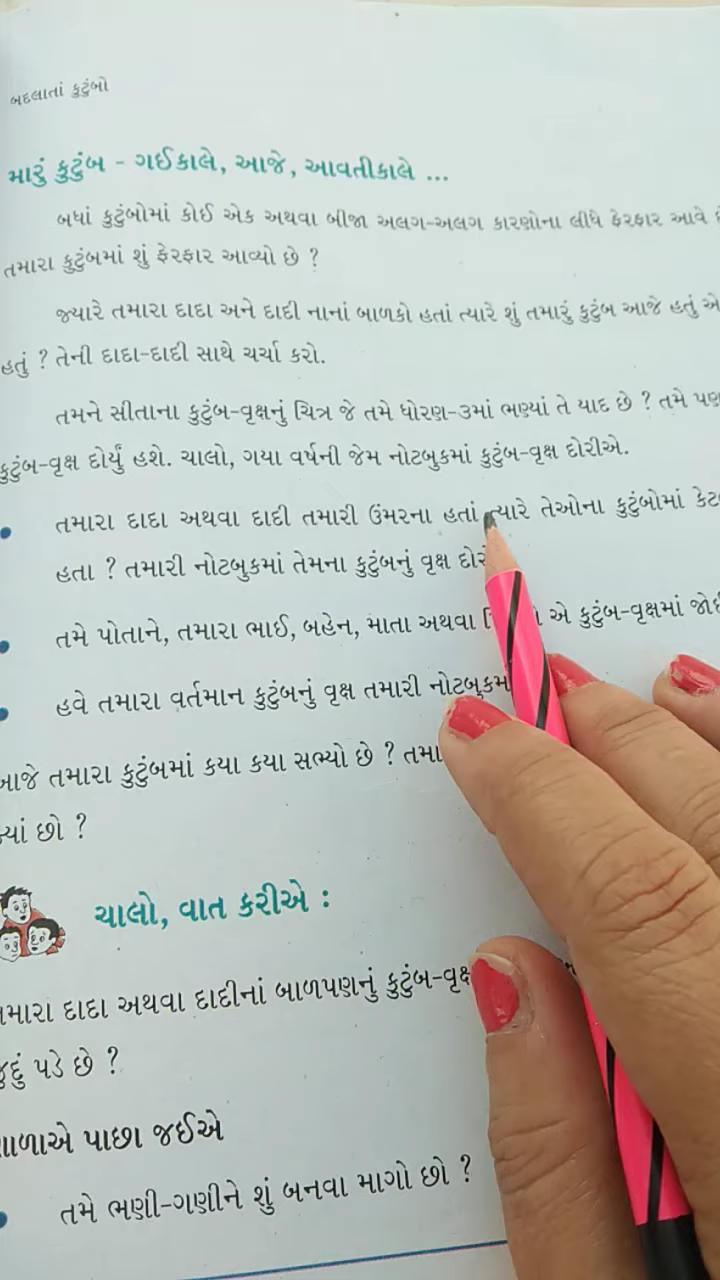 બદલાતાં કુટુંબો
મારું કુટુંબ - ગઈકાલે, આજે, આવતીકાલે ...
બધાં કુટુંબોમાં કોઈ એક અથવા બીજા અલગ-અલગ કારણોના લીધે ફેરફાર આવે
તમારા કુટુંબમાં શું ફેરફાર આવ્યો છે ?
જ્યારે તમારા દાદા અને દાદી નાનાં બાળકો હતાં ત્યારે શું તમારું કુટુંબ આજે હતું
હતું ? તેની દાદા-દાદી સાથે ચર્ચા કરો.
તમને સીતાના કુટુંબ-વૃક્ષનું ચિત્ર જે તમે ધોરણ-૩માં ભણ્યાં તે યાદ છે ? તમે પણ
કુટુંબ-વૃક્ષ દોર્યું હશે. ચાલો, ગયા વર્ષની જેમ નોટબુકમાં કુટુંબ-વૃક્ષ દોરીએ.
• તમારા દાદા અથવા દાદી તમારી ઉંમરના હતાં ત્યારે તેઓના કુટુંબોમાં
હતા ? તમારી નોટબુકમાં તેમના કુટુંબનું વૃક્ષ
• તમે પોતાને, તમારા ભાઈ, બહેન, માતા અથવા એ કુટુંબ-વૃક્ષમાં
• હવે તમારા વર્તમાન કુટુંબનું વૃક્ષ તમારી
આજે તમારા કુટુંબમાં કયા કયા સભ્યો છે ?
છો ?
ચાલો, વાત કરીએ :
તમારા દાદા અથવા દાદીનાં બાળપણનું
જુદું પડે છે ?
શાળાએ પાછા જઈએ
• તમે ભણી-ગણીને શું બનવા માગો છો ?